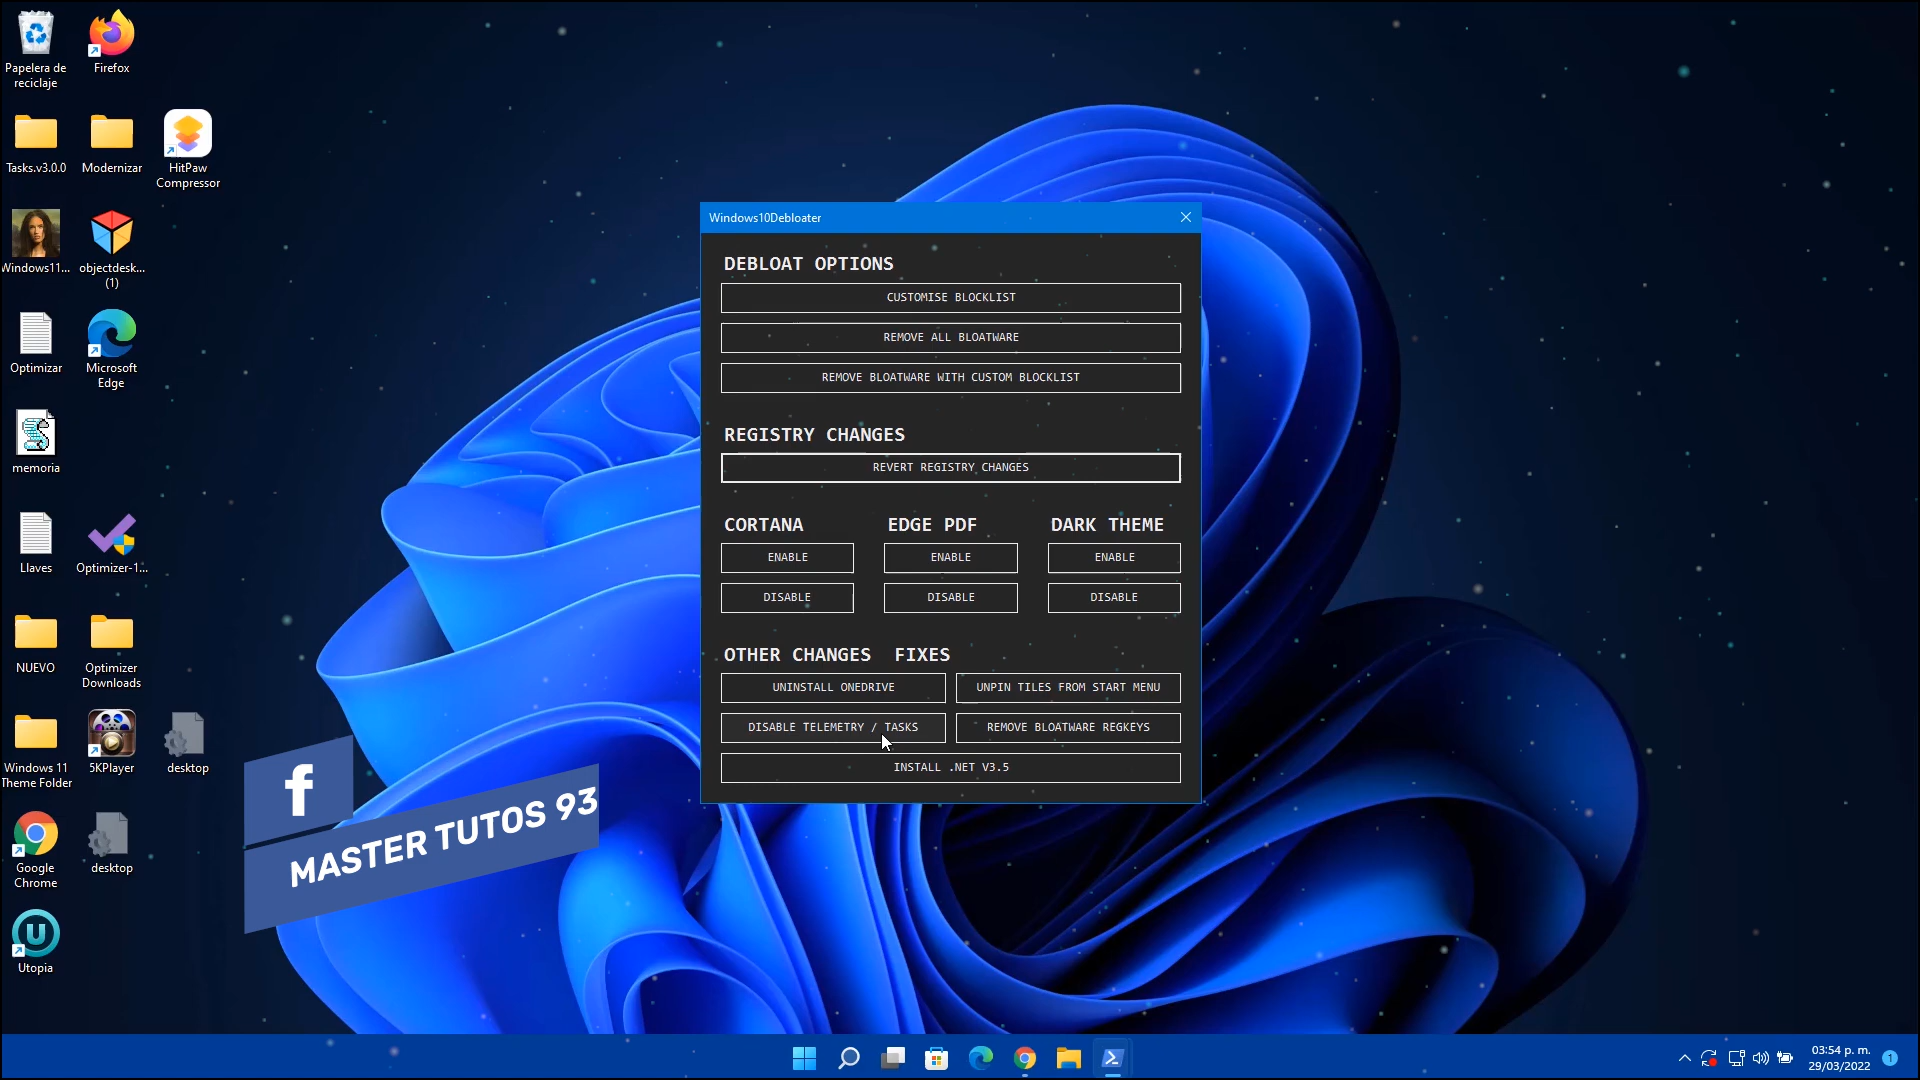 Papelera de
reciclaje
Firefox
Tasks.v3.0.0
Modernizar
HitPaw
Compressor
Windows11...
objectdesk...
(1)
Optimizar
Microsoft
Edge
memoria
Llaves
Optimizer-1...
NUEVO
Optimizer
Downloads
Windows 11
Theme Folder
5KPlayer
desktop
Google
Chrome
desktop
Utopia
f
MASTER TUTOS 93
Windows10Debloater
DEBLOAT OPTIONS
CUSTOMISE BLOCKLIST
REMOVE ALL BLOATWARE
REMOVE BLOATWARE WITH CUSTOM BLOCKLIST
REGISTRY CHANGES
REVERT REGISTRY CHANGES
CORTANA
EDGE PDF
DARK THEME
ENABLE
ENABLE
ENABLE
DISABLE
DISABLE
DISABLE
OTHER CHANGES  FIXES
UNINSTALL ONEDRIVE
UNPIN TILES FROM START MENU
DISABLE TELEMETRY / TASKS
REMOVE BLOATWARE REGKEYS
INSTALL .NET V3.5
03:54 p. m.
29/03/2022
1